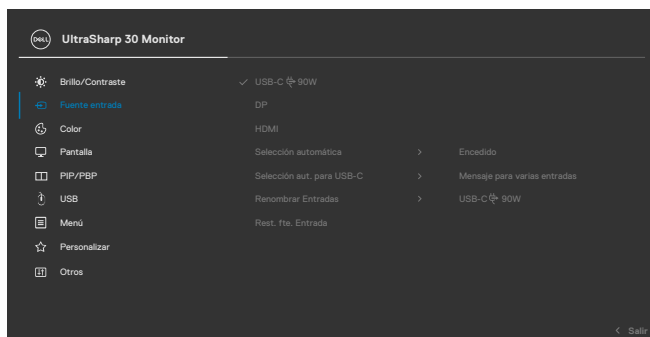 DELL
UltraSharp 30 Monitor
Brillo/Contraste
USB-C 90W
Fuente entrada
DP
Color
HDMI
Pantalla
Selección automática
Encedido
PIP/PBP
Selección aut. para USB-C
Mensaje para varias entradas
USB
Renombrar Entradas
USB-C 90W
Menú
Rest. fte. Entrada
Personalizar
Otros
Salir